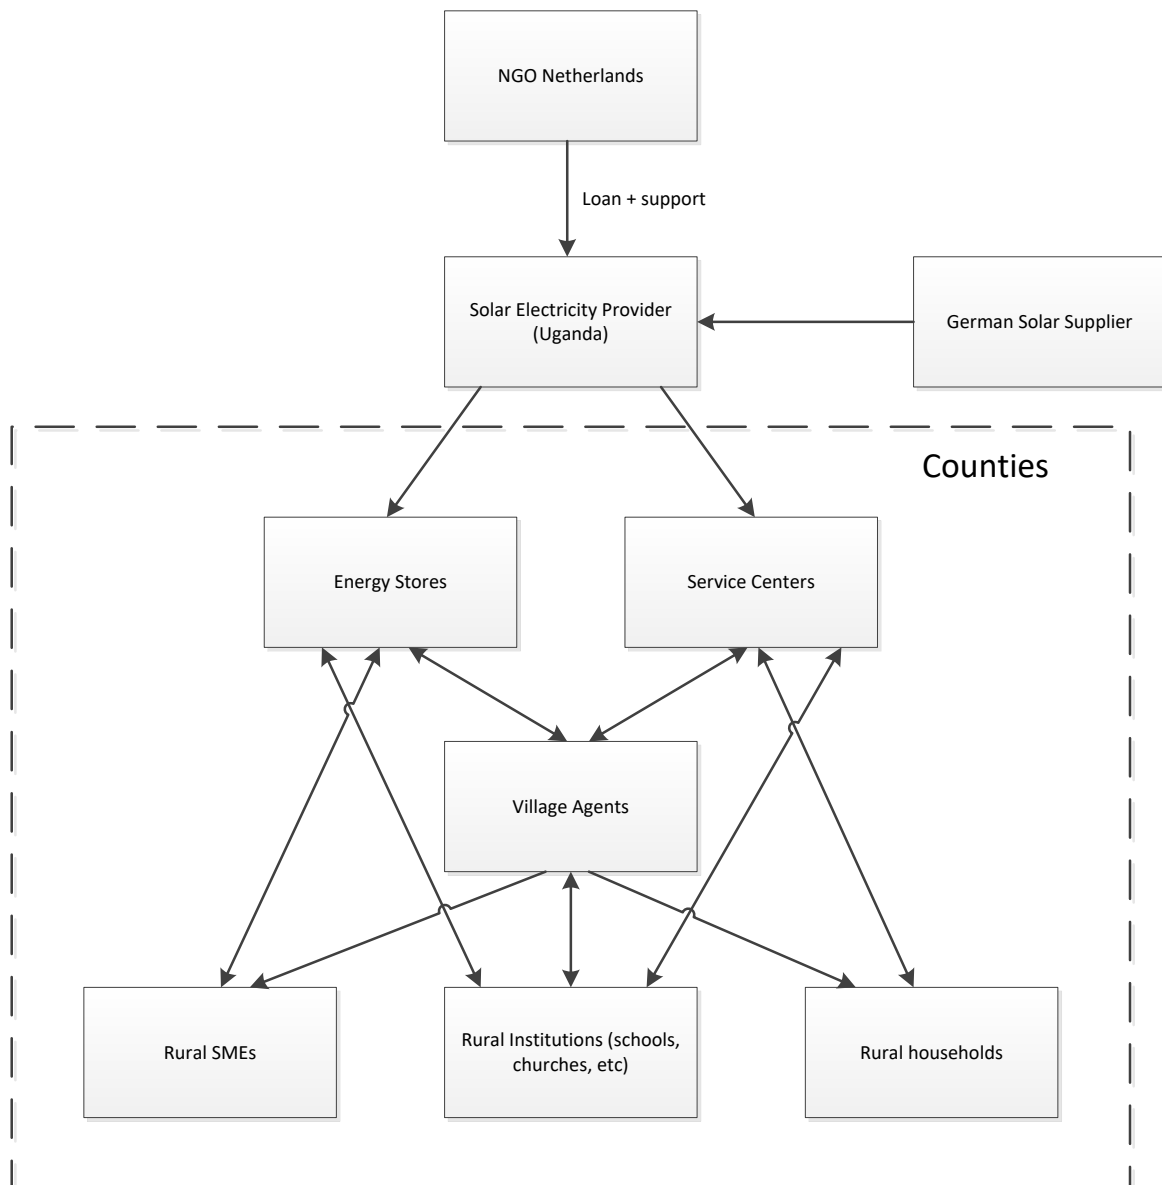 NGO Netherlands
Loan + support
Solar Electricity Provider
(Uganda)
German Solar Supplier
Counties
Energy Stores
Service Centers
Village Agents
Rural SMEs
Rural Institutions (schools,
churches, etc)
Rural households